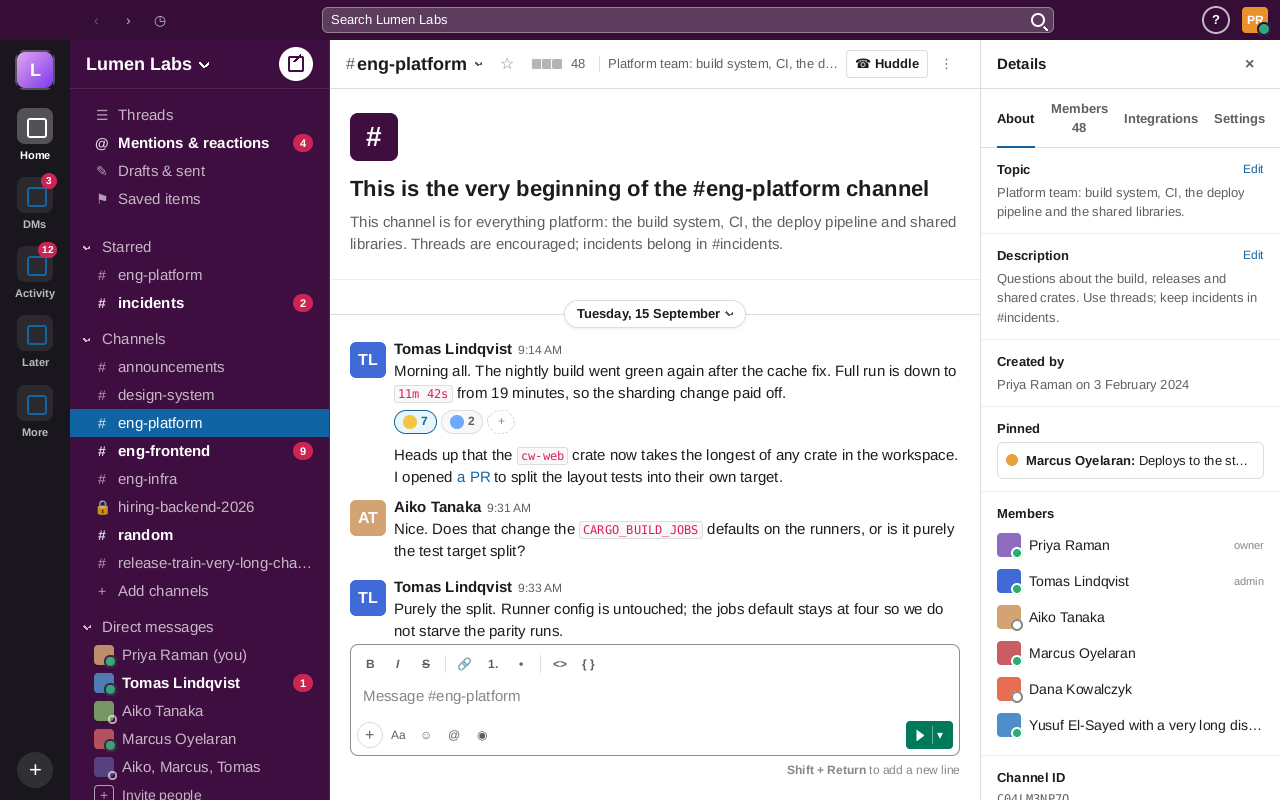 Search Lumen Labs
?
PR
L
Home
3
DMs
12
Activity
Later
More
+
Lumen Labs
Threads
@ Mentions & reactions 4
Drafts & sent
Saved items
Starred
# eng-platform
# incidents 2
Channels
# announcements
# design-system
# eng-platform
# eng-frontend 9
# eng-infra
hiring-backend-2026
# random
# release-train-very-long-cha…
+ Add channels
Direct messages
Priya Raman (you)
Tomas Lindqvist 1
Aiko Tanaka
Marcus Oyelaran
Aiko, Marcus, Tomas
+ Invite people
# eng-platform
48
Platform team: build system, CI, the d…
Huddle
#
This is the very beginning of the #eng-platform channel
This channel is for everything platform: the build system, CI, the deploy pipeline and shared
libraries. Threads are encouraged; incidents belong in #incidents.
Tuesday, 15 September
TL
Tomas Lindqvist 9:14 AM
Morning all. The nightly build went green again after the cache fix. Full run is down to
11m 42s from 19 minutes, so the sharding change paid off.
7 2 +
Heads up that the cw-web crate now takes the longest of any crate in the workspace.
I opened a PR to split the layout tests into their own target.
AT
Aiko Tanaka 9:31 AM
Nice. Does that change the CARGO_BUILD_JOBS defaults on the runners, or is it purely
the test target split?
TL
Tomas Lindqvist 9:33 AM
Purely the split. Runner config is untouched; the jobs default stays at four so we do
not starve the parity runs.
B I S 1. • <> { }
Message #eng-platform
+ Aa @
Shift + Return to add a new line
Details
×
About
Members
48
Integrations
Settings
Topic Edit
Platform team: build system, CI, the deploy
pipeline and the shared libraries.
Description Edit
Questions about the build, releases and
shared crates. Use threads; keep incidents in
#incidents.
Created by
Priya Raman on 3 February 2024
Pinned
Marcus Oyelaran: Deploys to the st…
Members
Priya Raman owner
Tomas Lindqvist admin
Aiko Tanaka
Marcus Oyelaran
Dana Kowalczyk
Yusuf El-Sayed with a very long dis…
Channel ID